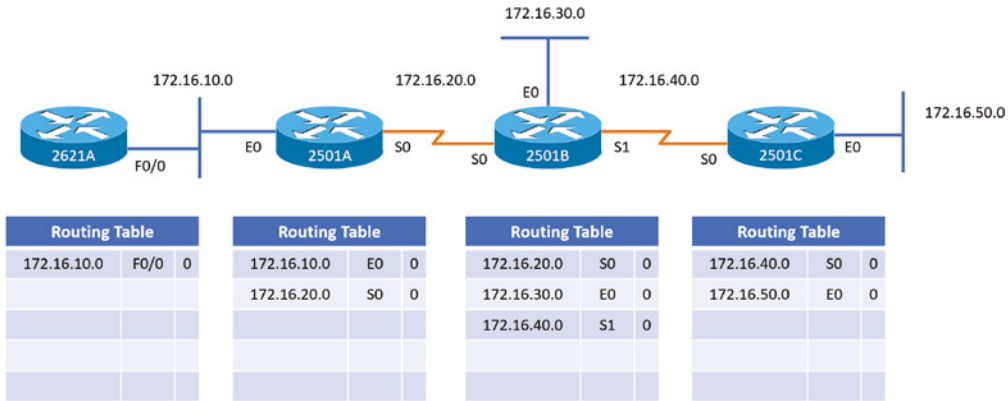 172.16.30.0
172.16.10.0
172.16.20.0
172.16.40.0
172.16.50.0
E0
2621A
F0/0
E0
2501A
S0
S0
2501B
S1
S0
2501C
E0
Routing Table
172.16.10.0 F0/0 0
Routing Table
172.16.10.0 E0 0
172.16.20.0 S0 0
Routing Table
172.16.20.0 S0 0
172.16.30.0 E0 0
172.16.40.0 S1 0
Routing Table
172.16.40.0 S0 0
172.16.50.0 E0 0